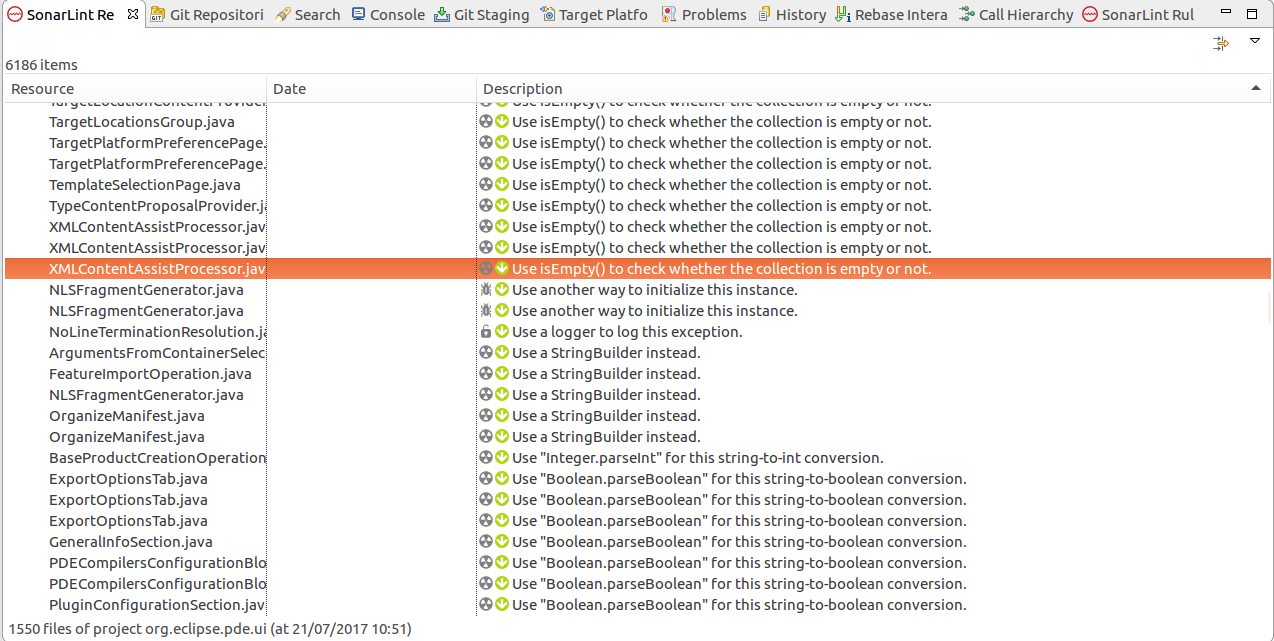 SonarLint Re Git Repositori Search Console Git Staging Target Platfo Problems History Rebase Intera Call Hierarchy SonarLint Rul
6186 items
Resource Date Description
TargetLocationContentProvider Use isEmpty() to check whether the collection is empty or not.
TargetLocationsGroup.java Use isEmpty() to check whether the collection is empty or not.
TargetPlatformPreferencePage. Use isEmpty() to check whether the collection is empty or not.
TargetPlatformPreferencePage. Use isEmpty() to check whether the collection is empty or not.
TemplateSelectionPage.java Use isEmpty() to check whether the collection is empty or not.
TypeContentProposalProvider.ja Use isEmpty() to check whether the collection is empty or not.
XMLContentAssistProcessor.jav Use isEmpty() to check whether the collection is empty or not.
XMLContentAssistProcessor.jav Use isEmpty() to check whether the collection is empty or not.
XMLContentAssistProcessor.jav Use isEmpty() to check whether the collection is empty or not.
NLSFragmentGenerator.java Use another way to initialize this instance.
NLSFragmentGenerator.java Use another way to initialize this instance.
NoLineTerminationResolution.ja Use a logger to log this exception.
ArgumentsFromContainerSelec Use a StringBuilder instead.
FeatureImportOperation.java Use a StringBuilder instead.
NLSFragmentGenerator.java Use a StringBuilder instead.
OrganizeManifest.java Use a StringBuilder instead.
OrganizeManifest.java Use a StringBuilder instead.
BaseProductCreationOperation Use "Integer.parseInt" for this string-to-int conversion.
ExportOptionsTab.java Use "Boolean.parseBoolean" for this string-to-boolean conversion.
ExportOptionsTab.java Use "Boolean.parseBoolean" for this string-to-boolean conversion.
ExportOptionsTab.java Use "Boolean.parseBoolean" for this string-to-boolean conversion.
GeneralInfoSection.java Use "Boolean.parseBoolean" for this string-to-boolean conversion.
PDECompilersConfigurationBlo Use "Boolean.parseBoolean" for this string-to-boolean conversion.
PDECompilersConfigurationBlo Use "Boolean.parseBoolean" for this string-to-boolean conversion.
PluginConfigurationSection.jav Use "Boolean.parseBoolean" for this string-to-boolean conversion.
1550 files of project org.eclipse.pde.ui (at 21/07/2017 10:51)